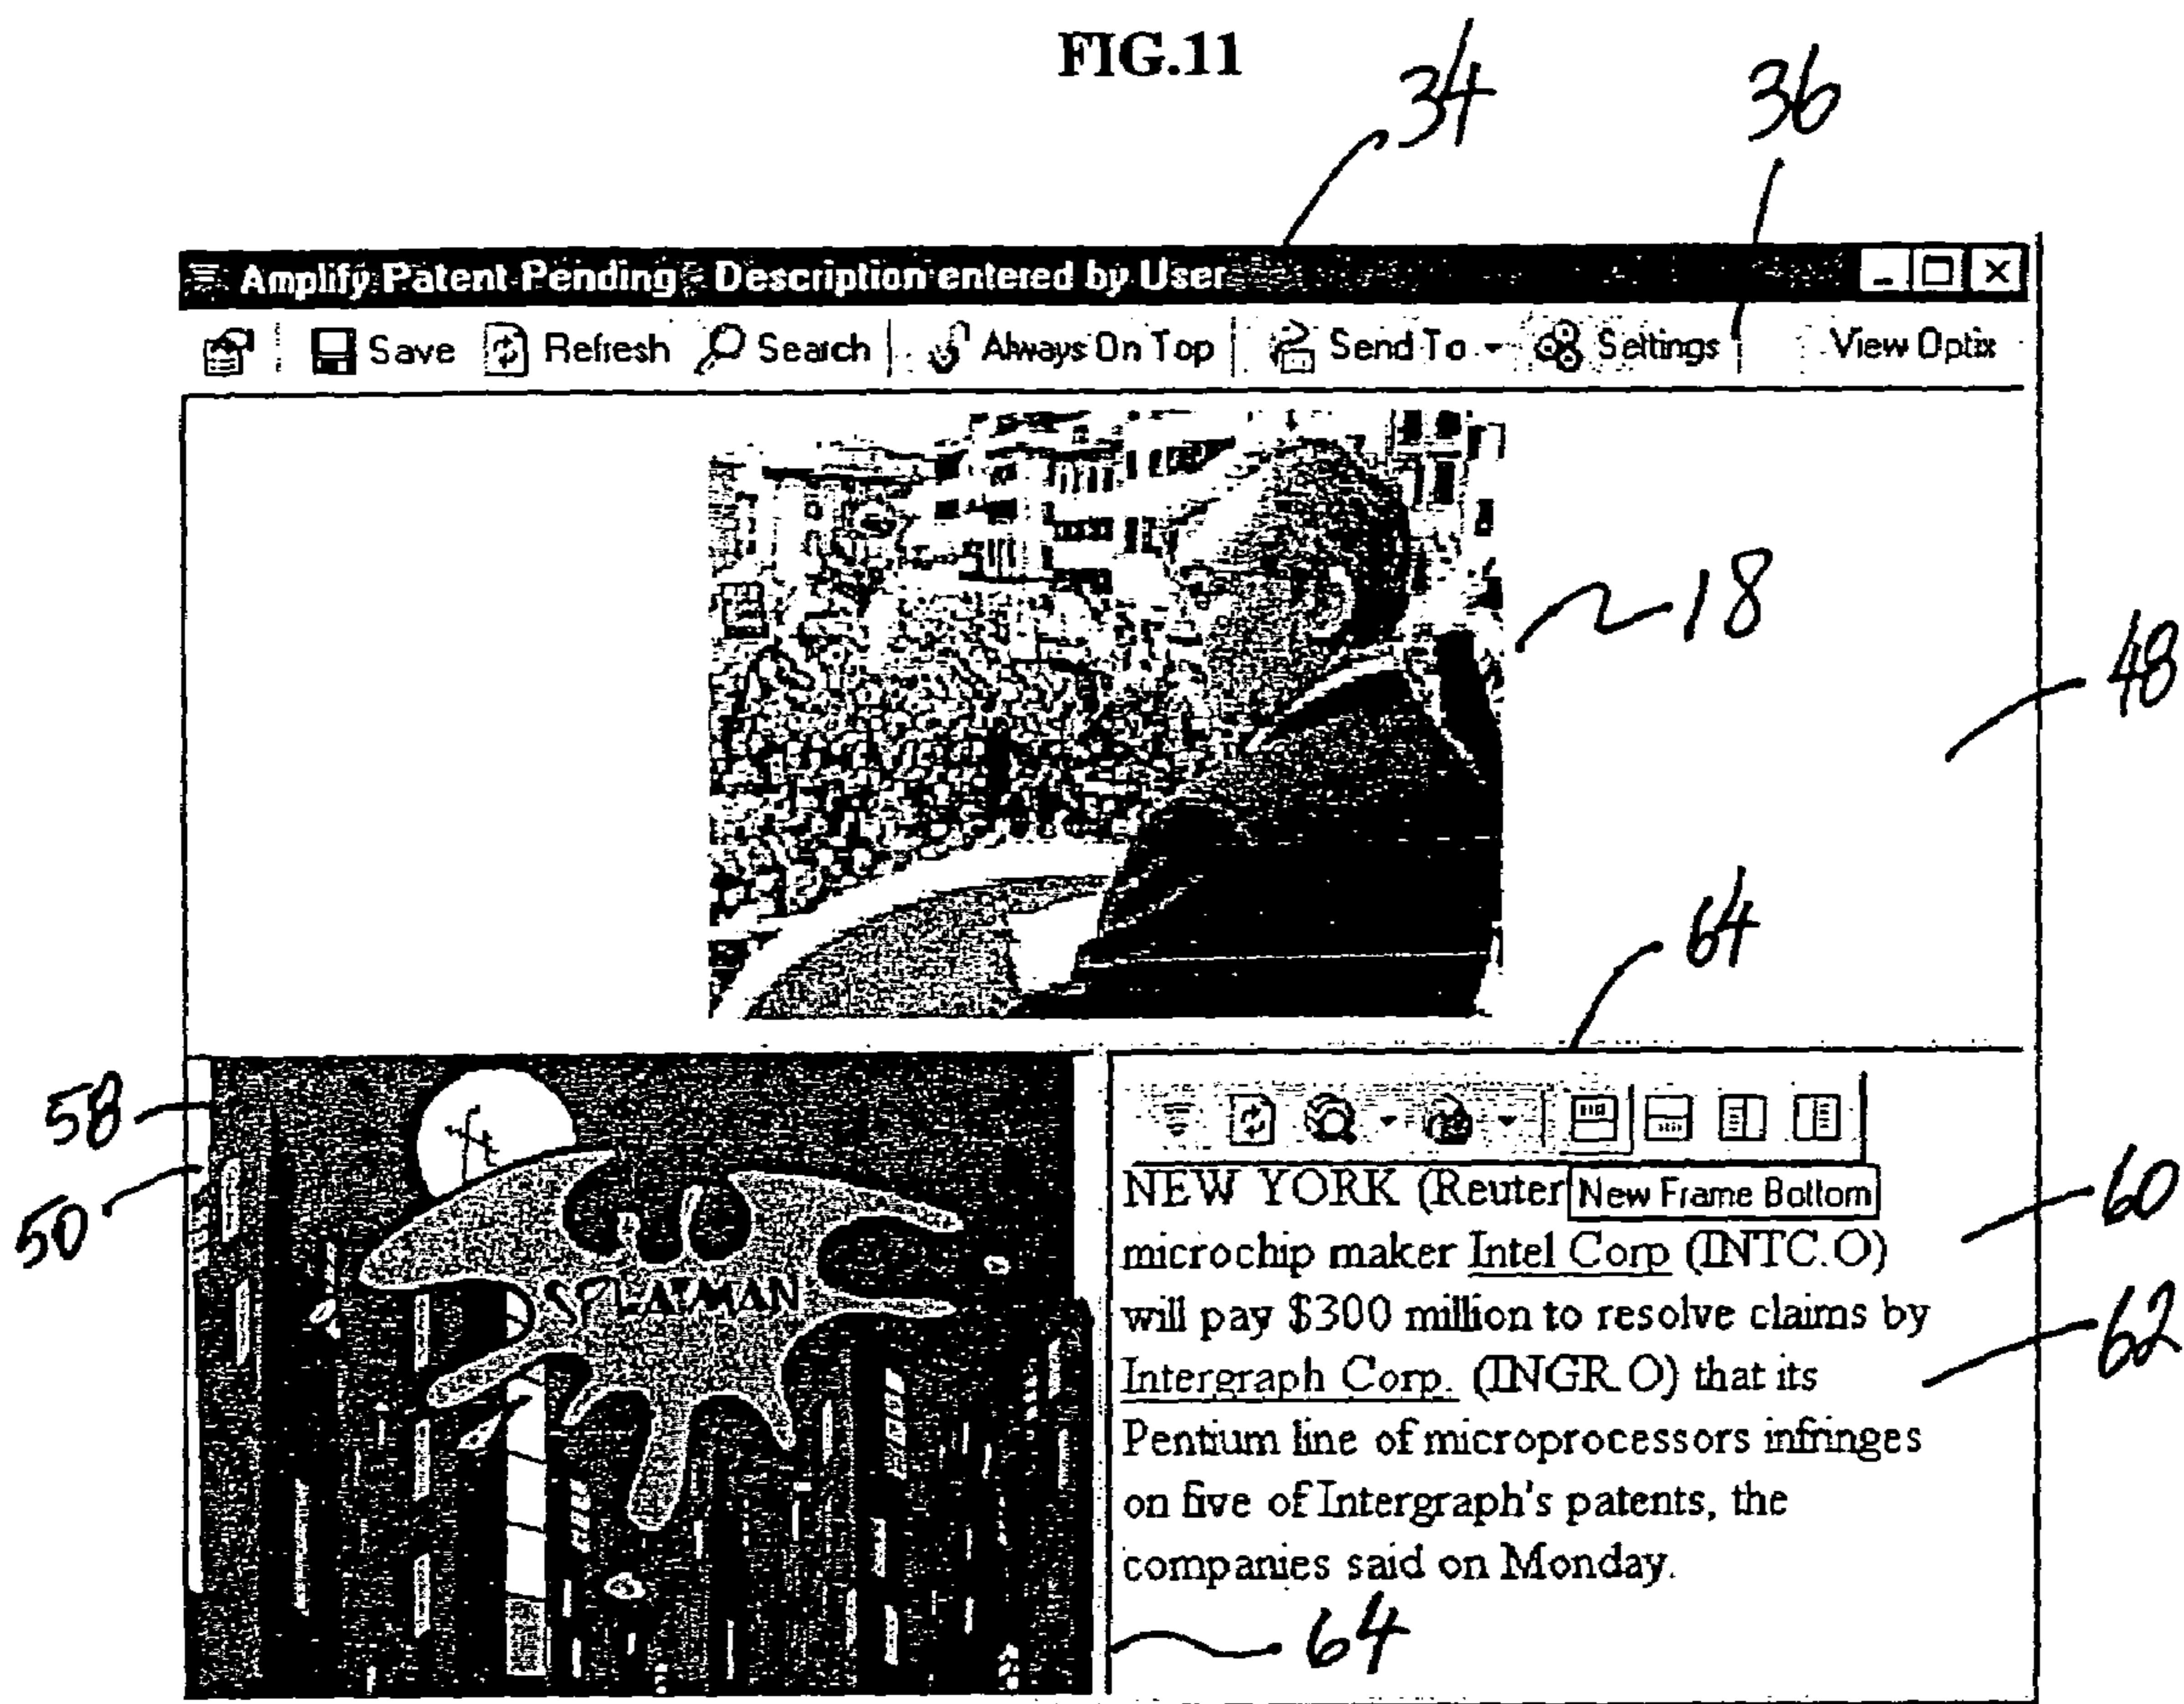 FIG.11
34
36
Amplify Patent Pending - Description entered by User
Save Refresh Search Always On Top Send To Settings View Optix
18
48
64
58
50
SPLATMAN
NEW YORK (Reuter New Frame Bottom
60
microchip maker Intel Corp (INTC.O)
will pay $300 million to resolve claims by
62
Intergraph Corp. (INGR.O) that its
Pentium line of microprocessors infringes
on five of Intergraph's patents, the
companies said on Monday.
64